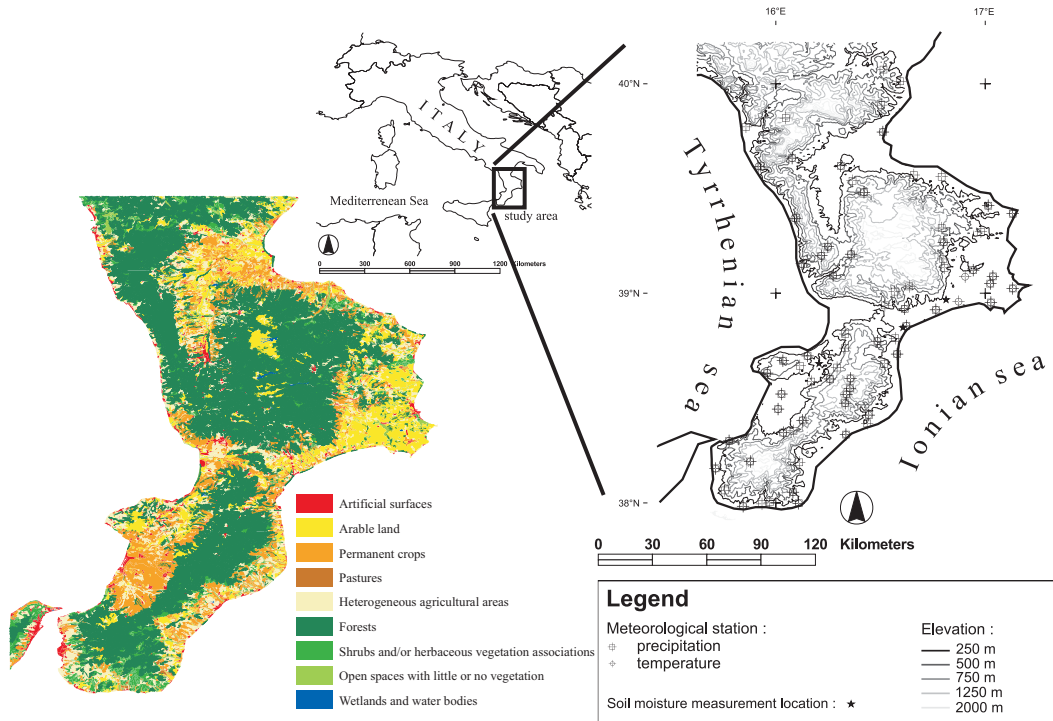 16°E
17°E
40°N
39°N
38°N
ITALY
Mediterranean Sea
study area
0 300 600 900 1200 Kilometers
Tyrrhenian sea
Ionian sea
Artificial surfaces
Arable land
Permanent crops
Pastures
Heterogeneous agricultural areas
Forests
Shrubs and/or herbaceous vegetation associations
Open spaces with little or no vegetation
Wetlands and water bodies
0 30 60 90 120 Kilometers
Legend
Meteorological station :
precipitation
temperature
Soil moisture measurement location :
Elevation :
250 m
500 m
750 m
1250 m
2000 m